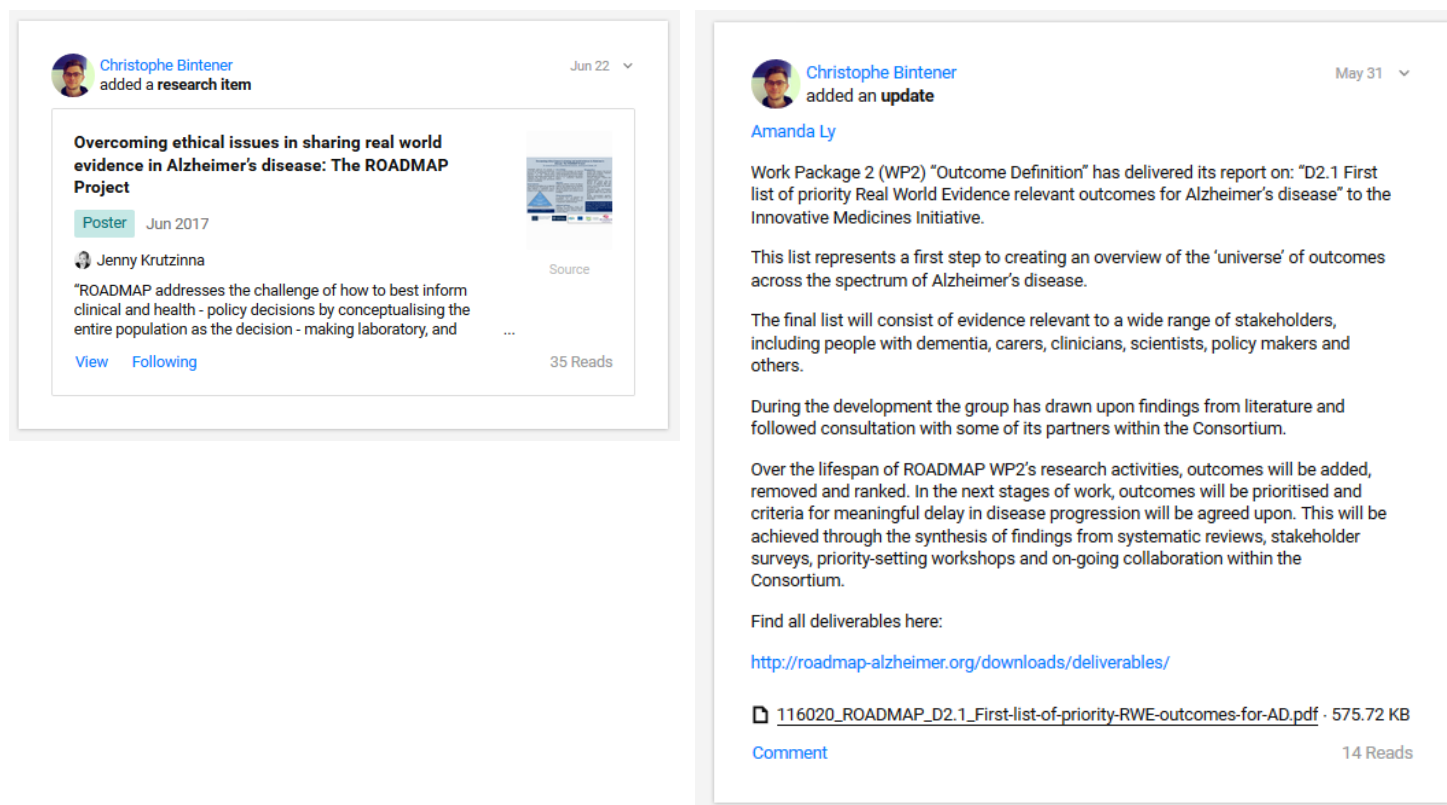 Christophe Bintener
Jun 22
added a research item
Overcoming ethical issues in sharing real world
evidence in Alzheimer's disease: The ROADMAP
Project
Poster Jun 2017
Jenny Krutzinna
Source
“ROADMAP addresses the challenge of how to best inform
clinical and health - policy decisions by conceptualising the
entire population as the decision - making laboratory, and ...
View Following 35 Reads
Christophe Bintener
May 31
added an update
Amanda Ly
Work Package 2 (WP2) “Outcome Definition” has delivered its report on: “D2.1 First
list of priority Real World Evidence relevant outcomes for Alzheimer’s disease” to the
Innovative Medicines Initiative.
This list represents a first step to creating an overview of the ‘universe’ of outcomes
across the spectrum of Alzheimer’s disease.
The final list will consist of evidence relevant to a wide range of stakeholders,
including people with dementia, carers, clinicians, scientists, policy makers and
others.
During the development the group has drawn upon findings from literature and
followed consultation with some of its partners within the Consortium.
Over the lifespan of ROADMAP WP2’s research activities, outcomes will be added,
removed and ranked. In the next stages of work, outcomes will be prioritised and
criteria for meaningful delay in disease progression will be agreed upon. This will be
achieved through the synthesis of findings from systematic reviews, stakeholder
surveys, priority-setting workshops and on-going collaboration within the
Consortium.
Find all deliverables here:
http://roadmap-alzheimer.org/downloads/deliverables/
116020_ROADMAP_D2.1_First-list-of-priority-RWE-outcomes-for-AD.pdf · 575.72 KB
Comment 14 Reads